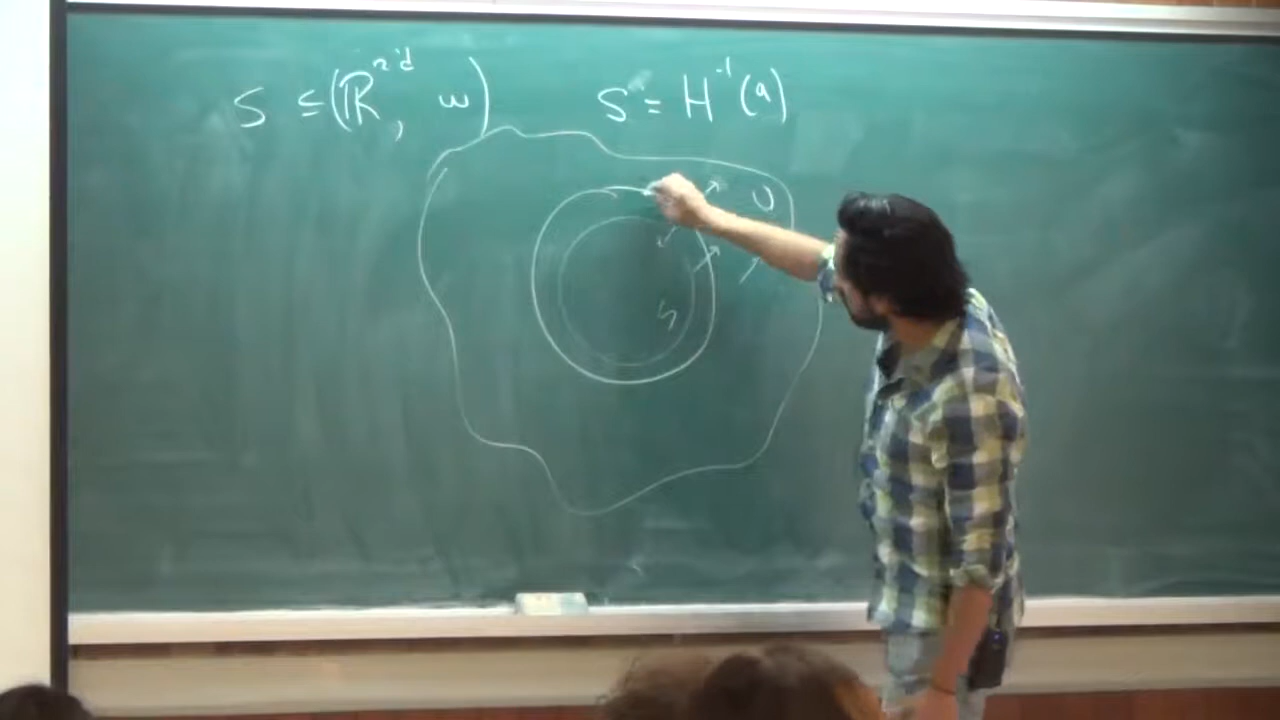 S ⊆ (ℝ²ᵈ, ω) S = H⁻¹(a)
U
S